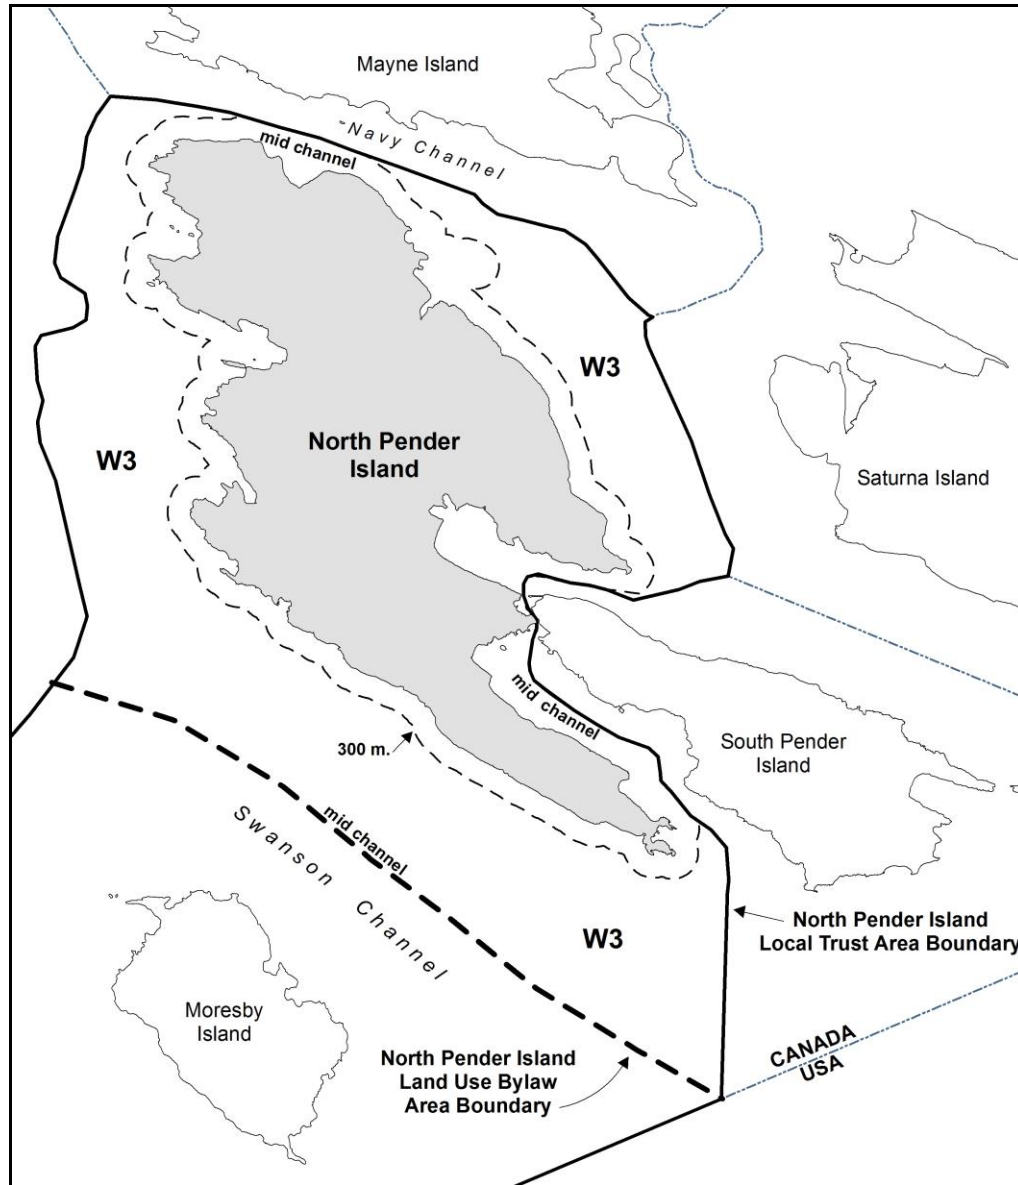 Mayne Island
Navy Channel
mid channel
W3
North Pender
Island
W3
Saturna Island
mid channel
South Pender
Island
300 m.
mid channel
Swanson Channel
W3
North Pender Island
Local Trust Area Boundary
Moresby
Island
North Pender Island
Land Use Bylaw
Area Boundary
CANADA
USA